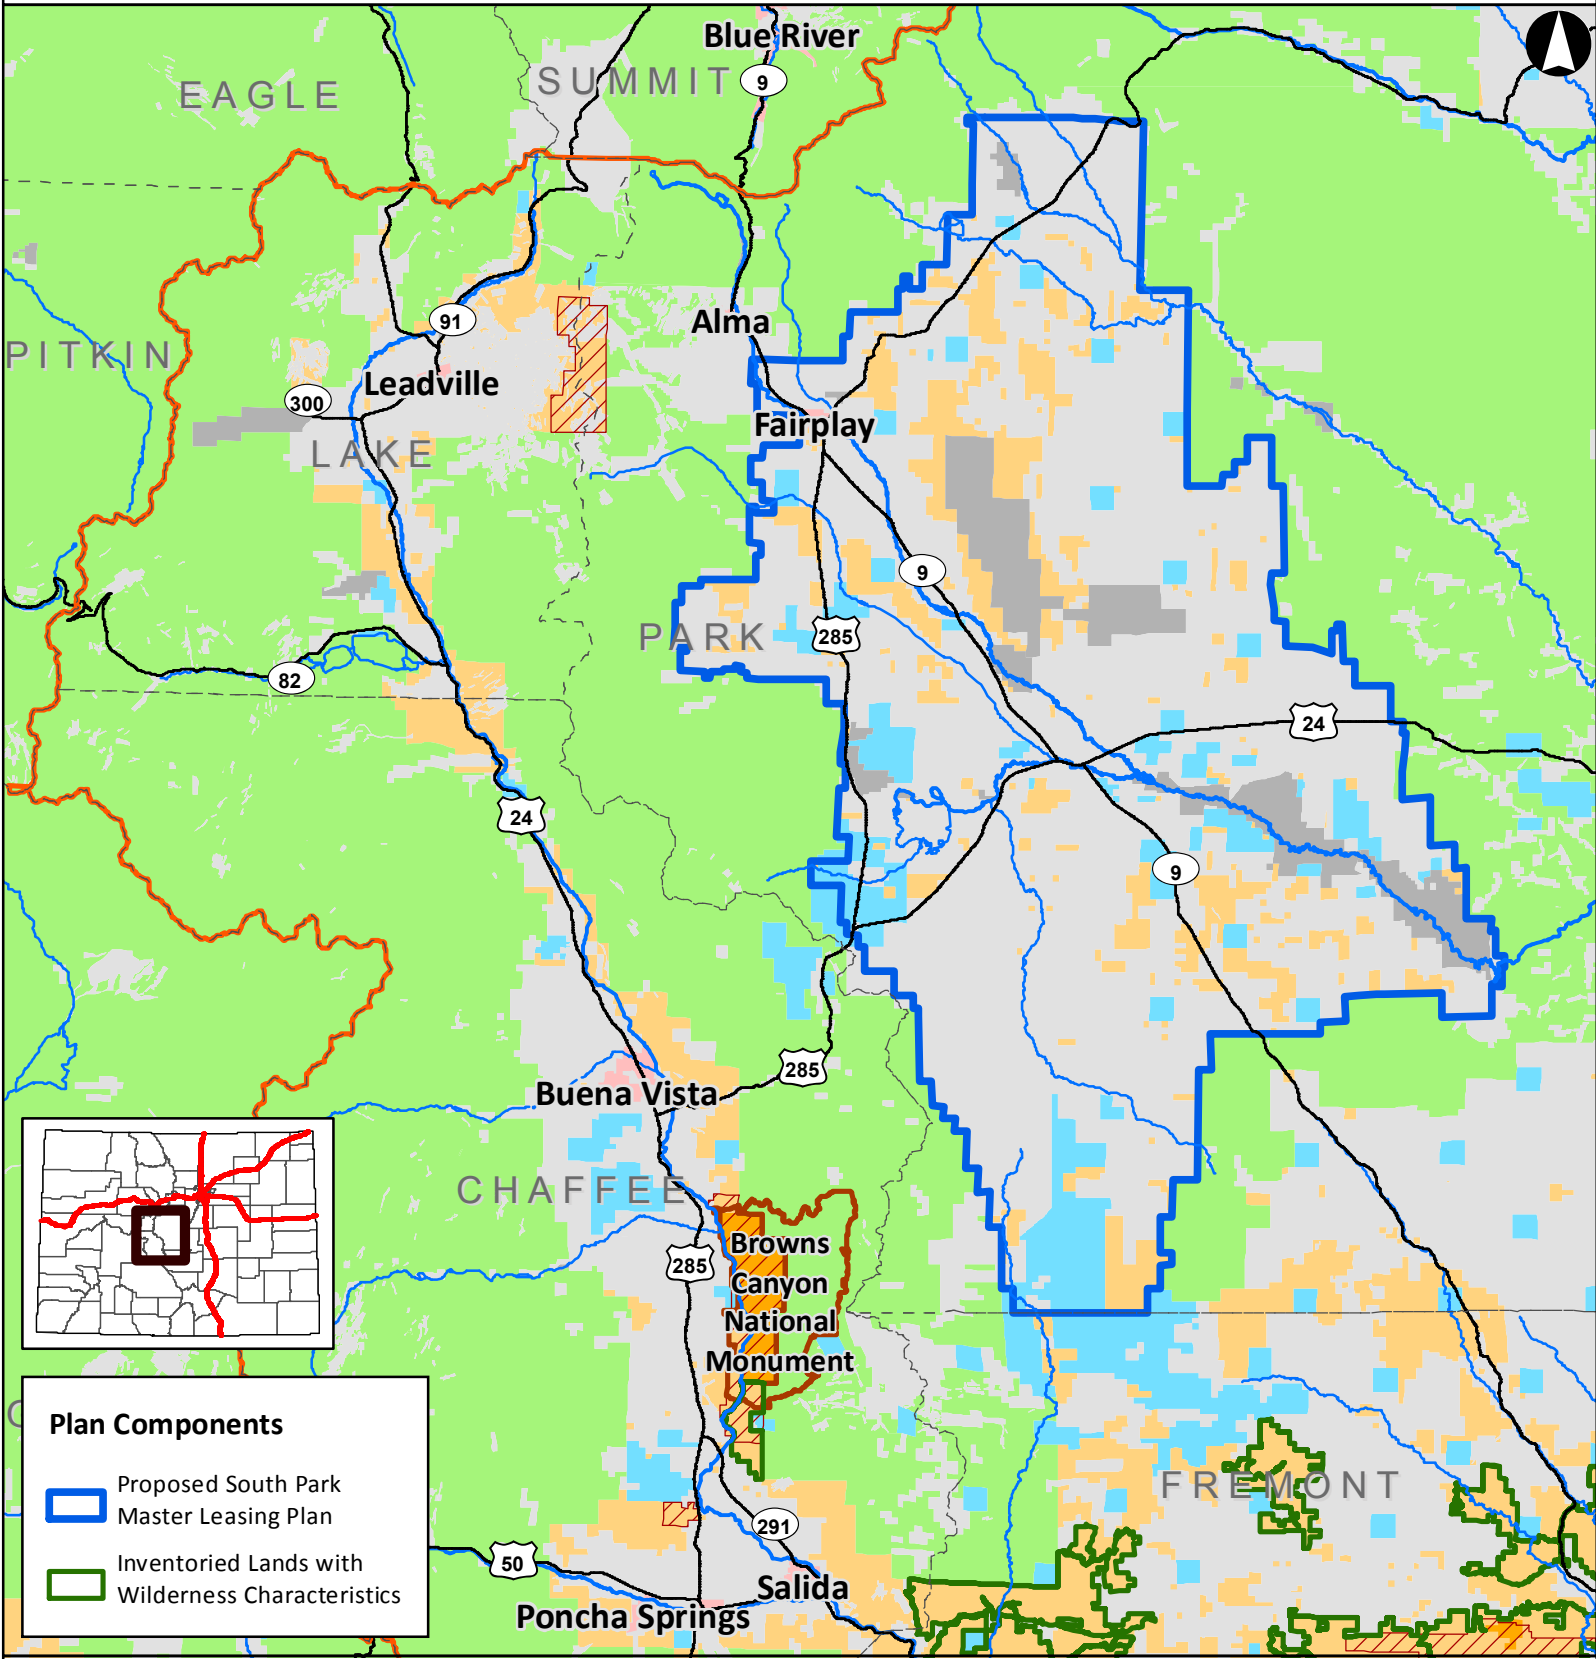 Blue River
EAGLE
SUMMIT
9
Alma
91
PITKIN
Leadville
300
Fairplay
LAKE
9
PARK
285
82
24
24
9
285
Buena Vista
CHAFFEE
285
Browns
Canyon
National
Monument
FREMONT
291
50
Salida
Poncha Springs
Plan Components
Proposed South Park
Master Leasing Plan
Inventoried Lands with
Wilderness Characteristics